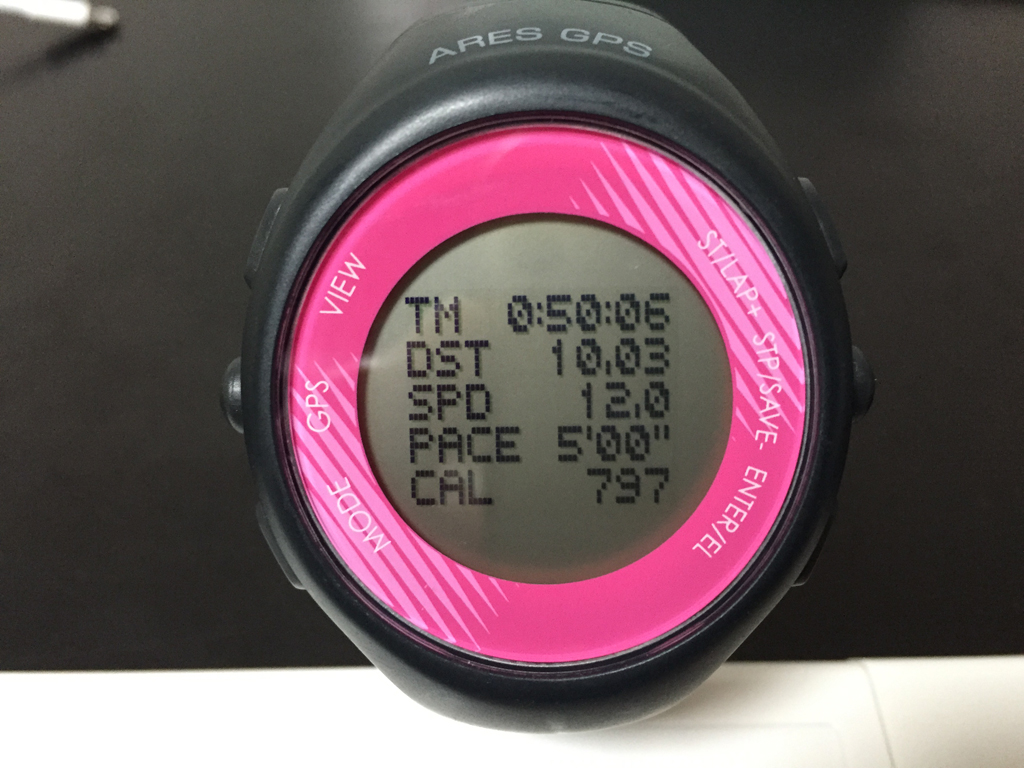 ARES GPS
VIEW
GPS
MODE
ST/LAP+
STP/SAVE-
ENTER/EL
TM 0:50:06
DST 10.03
SPD 12.0
PACE 5'00"
CAL 797